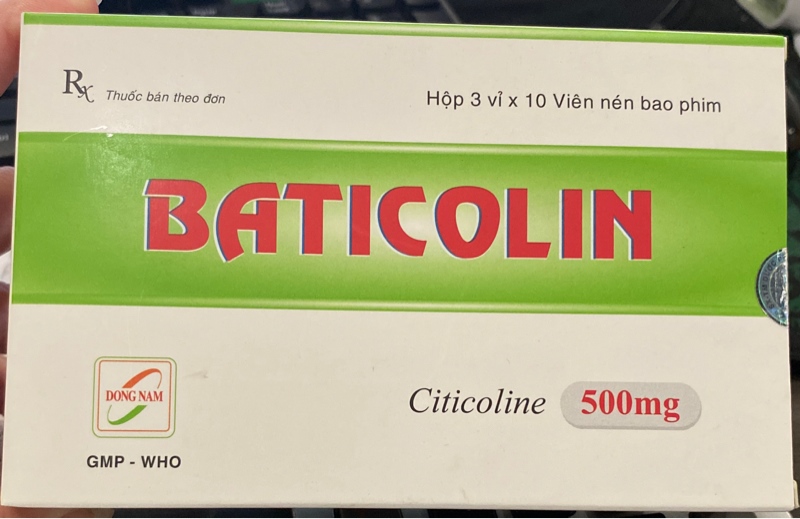 Rx Thuốc bán theo đơn
Hộp 3 vỉ x 10 Viên nén bao phim
BATICOLIN
DONG NAM
GMP - WHO
Citicoline 500mg